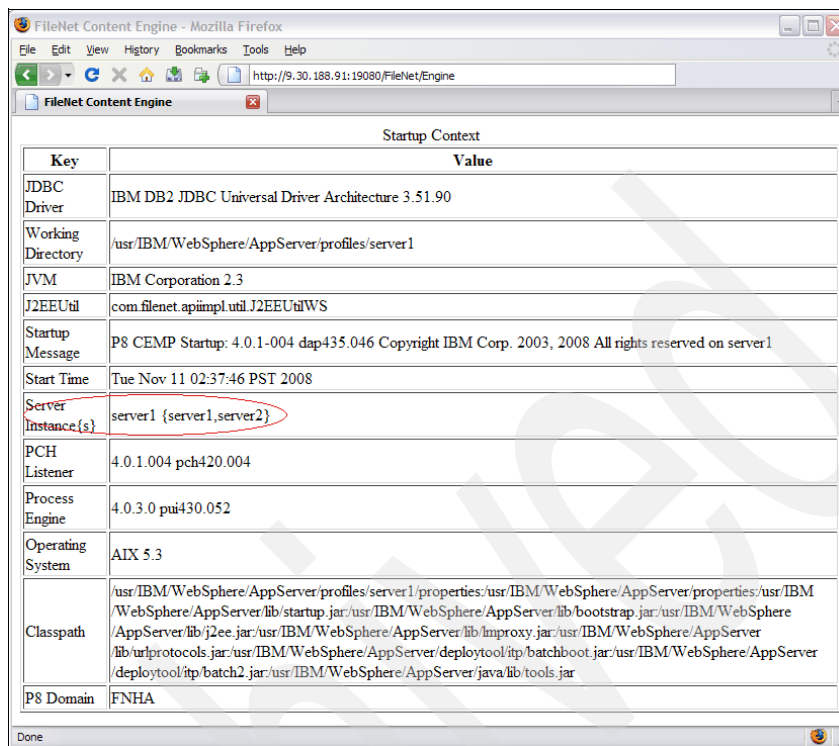 FileNet Content Engine - Mozilla Firefox
File Edit View History Bookmarks Tools Help
http://9.30.188.91:19080/FileNet/Engine
FileNet Content Engine
Startup Context
Key Value
JDBC
Driver
IBM DB2 JDBC Universal Driver Architecture 3.51.90
Working
Directory
/usr/IBM/WebSphere/AppServer/profiles/server1
JVM IBM Corporation 2.3
J2EEUtil com.filenet.apiimpl.util.J2EEUtilWS
Startup
Message
P8 CEMP Startup: 4.0.1-004 dap435.046 Copyright IBM Corp. 2003, 2008 All rights reserved on server1
Start Time Tue Nov 11 02:37:46 PST 2008
Server
Instance{s}
server1 {server1,server2}
PCH
Listener
4.0.1.004 pch420.004
Process
Engine
4.0.3.0 pui430.052
Operating
System
AIX 5.3
Classpath
/usr/IBM/WebSphere/AppServer/profiles/server1/properties:/usr/IBM/WebSphere/AppServer/properties:/usr/IBM
/WebSphere/AppServer/lib/startup.jar:/usr/IBM/WebSphere/AppServer/lib/bootstrap.jar:/usr/IBM/WebSphere
/AppServer/lib/j2ee.jar:/usr/IBM/WebSphere/AppServer/lib/lmproxy.jar:/usr/IBM/WebSphere/AppServer
/lib/urlprotocols.jar:/usr/IBM/WebSphere/AppServer/deploytool/itp/batchboot.jar:/usr/IBM/WebSphere/AppServer
/deploytool/itp/batch2.jar:/usr/IBM/WebSphere/AppServer/java/lib/tools.jar
P8 Domain FNHA
Done